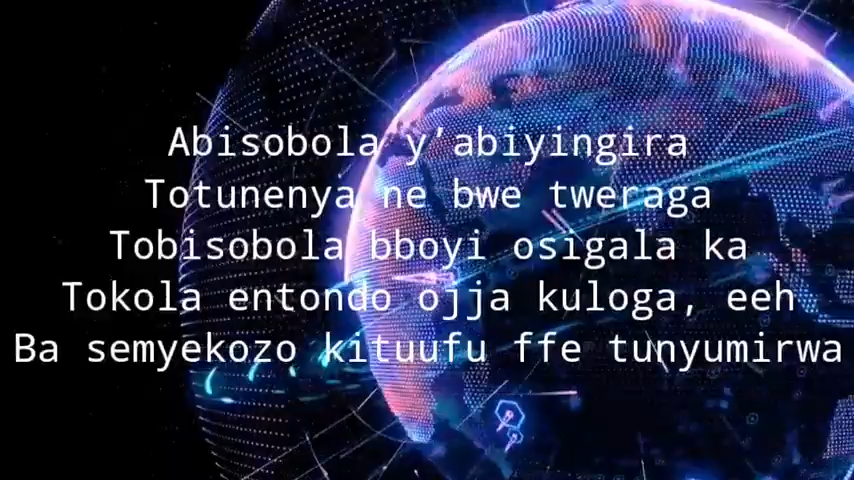 Abisobola y’abiyingira
Totunenya ne bwe tweraga
Tobisobola bboyi osigala ka
Tokola entondo ojja kuloga, eeh
Ba semyekozo kituufu ffe tunyumirwa